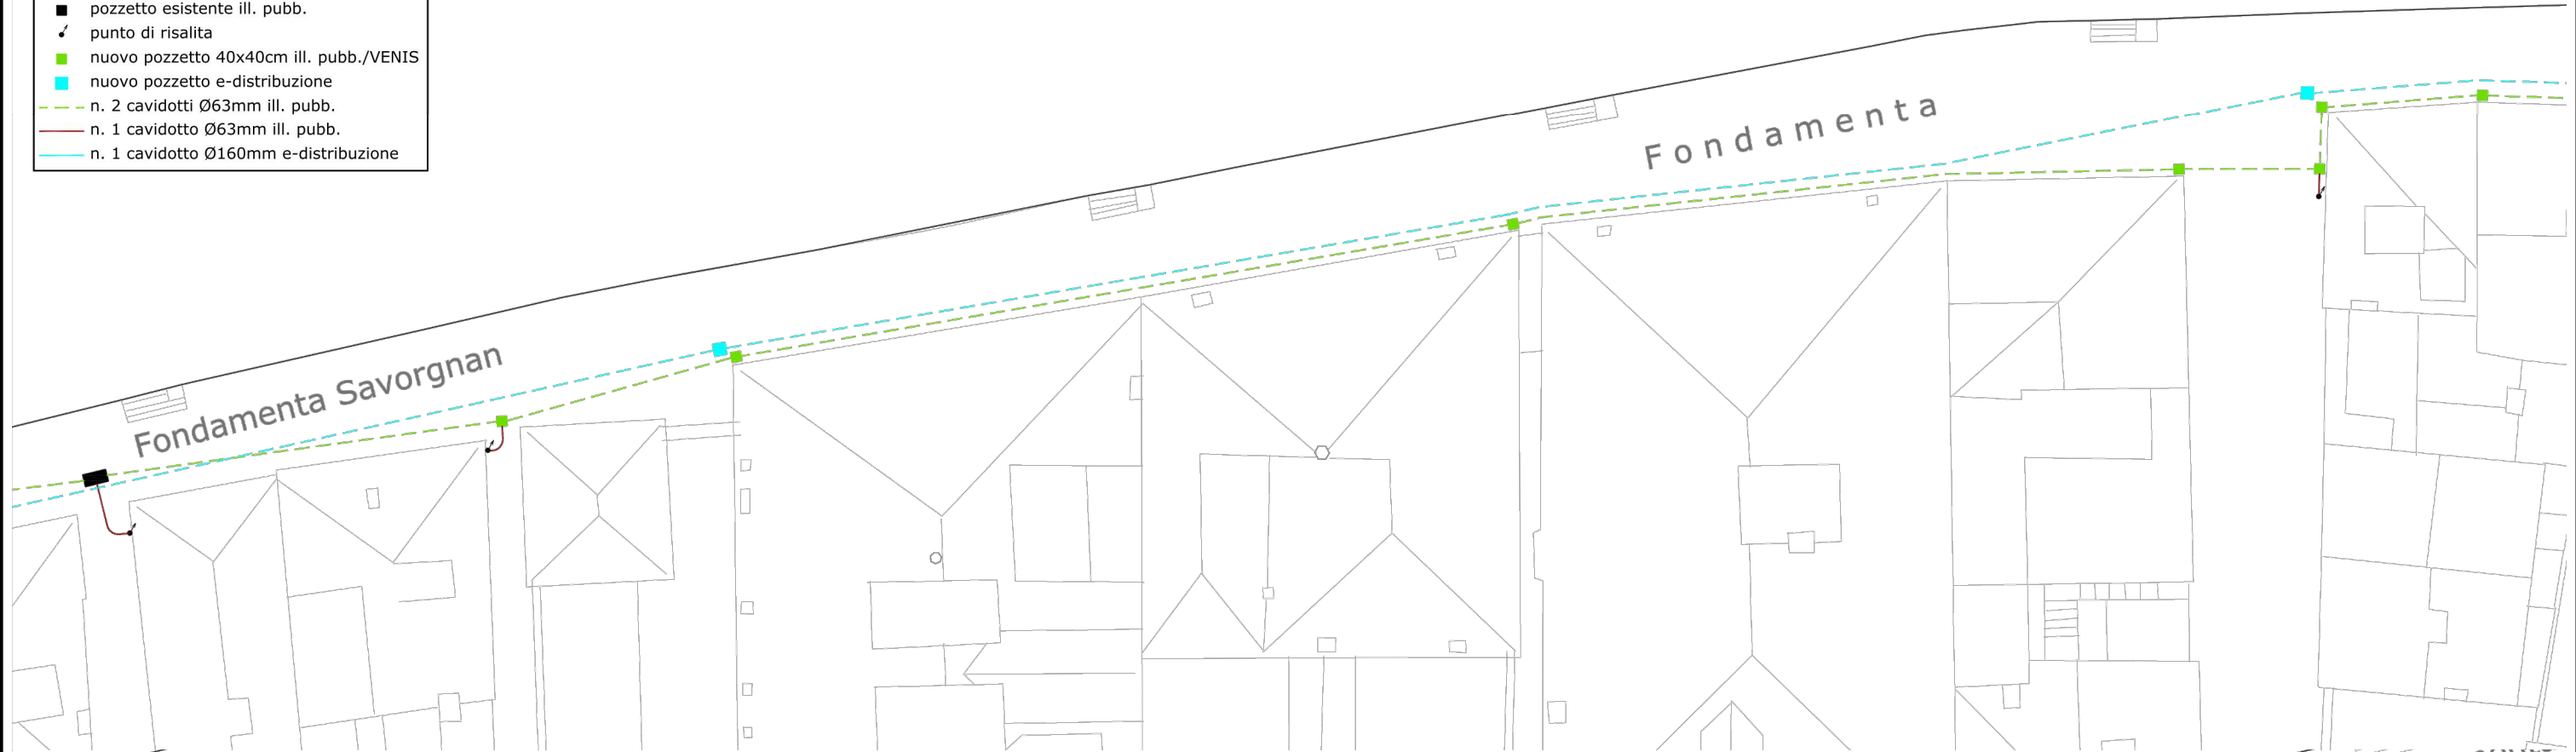 pozzetto esistente ill. pubb.
punto di risalita
nuovo pozzetto 40x40cm ill. pubb./VENIS
nuovo pozzetto e-distribuzione
n. 2 cavidotti Ø63mm ill. pubb.
n. 1 cavidotto Ø63mm ill. pubb.
n. 1 cavidotto Ø160mm e-distribuzione
Fondamenta
Fondamenta Savorgnan